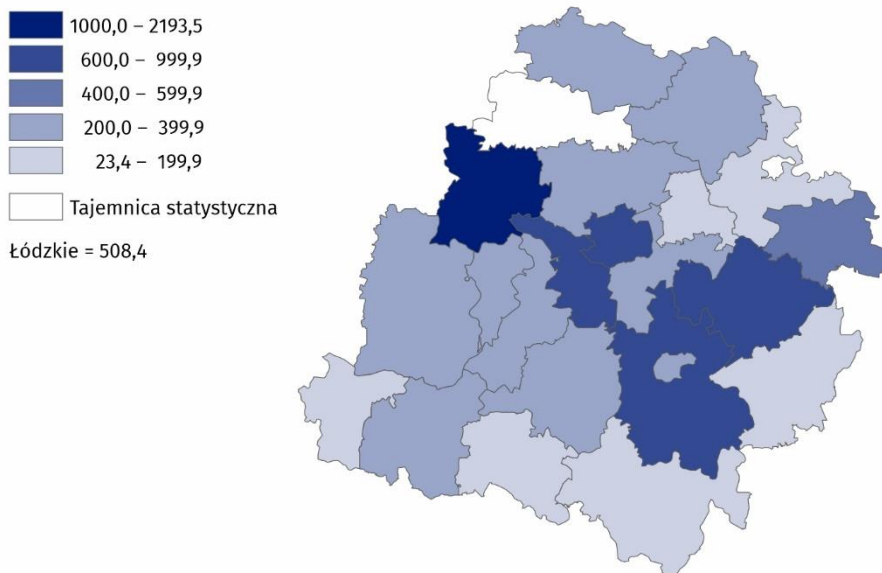 1000,0 – 2193,5
600,0 – 999,9
400,0 – 599,9
200,0 – 399,9
23,4 – 199,9
Tajemnica statystyczna
Łódzkie = 508,4